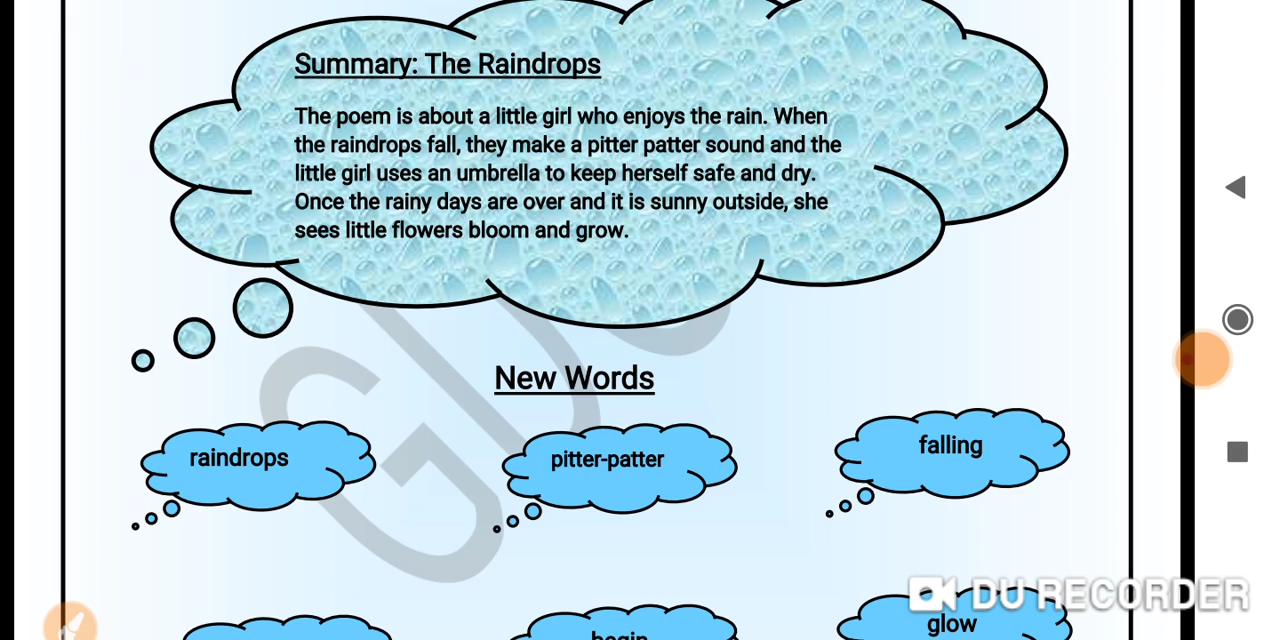 Summary: The Raindrops
The poem is about a little girl who enjoys the rain. When
the raindrops fall, they make a pitter patter sound and the
little girl uses an umbrella to keep herself safe and dry.
Once the rainy days are over and it is sunny outside, she
sees little flowers bloom and grow.
New Words
raindrops
pitter-patter
falling
begin
glow
DU RECORDER